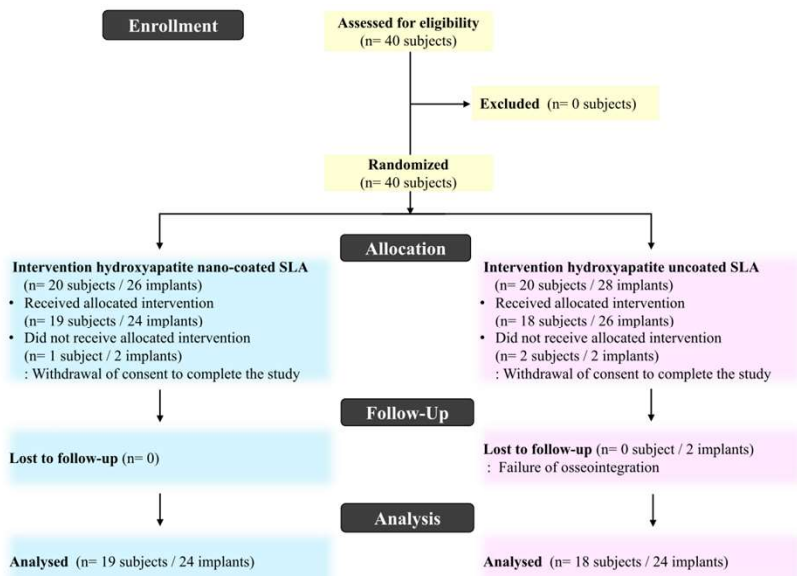 Enrollment
Assessed for eligibility
(n= 40 subjects)
Excluded (n= 0 subjects)
Randomized
(n= 40 subjects)
Allocation
Intervention hydroxyapatite nano-coated SLA
(n= 20 subjects / 26 implants)
• Received allocated intervention
(n= 19 subjects / 24 implants)
• Did not receive allocated intervention
(n= 1 subject / 2 implants)
: Withdrawal of consent to complete the study
Intervention hydroxyapatite uncoated SLA
(n= 20 subjects / 28 implants)
• Received allocated intervention
(n= 18 subjects / 26 implants)
• Did not receive allocated intervention
(n= 2 subjects / 2 implants)
: Withdrawal of consent to complete the study
Follow-Up
Lost to follow-up (n= 0)
Lost to follow-up (n= 0 subject / 2 implants)
: Failure of osseointegration
Analysis
Analysed (n= 19 subjects / 24 implants)
Analysed (n= 18 subjects / 24 implants)